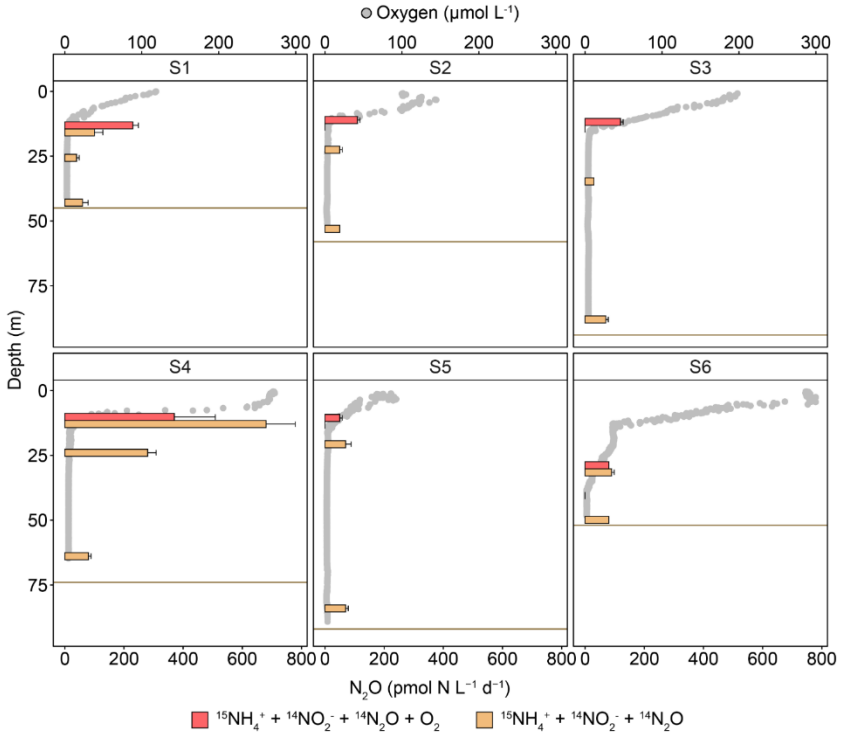 Oxygen (µmol L⁻¹)
0 100 200 300 0 100 200 300 0 100 200 300
S1 S2 S3
0
25
50
75
S4 S5 S6
0
25
50
75
Depth (m)
0 200 400 600 800 0 200 400 600 800 0 200 400 600 800
N₂O (pmol N L⁻¹ d⁻¹)
¹⁵NH₄⁺ + ¹⁴NO₂⁻ + ¹⁴N₂O + O₂ ¹⁵NH₄⁺ + ¹⁴NO₂⁻ + ¹⁴N₂O